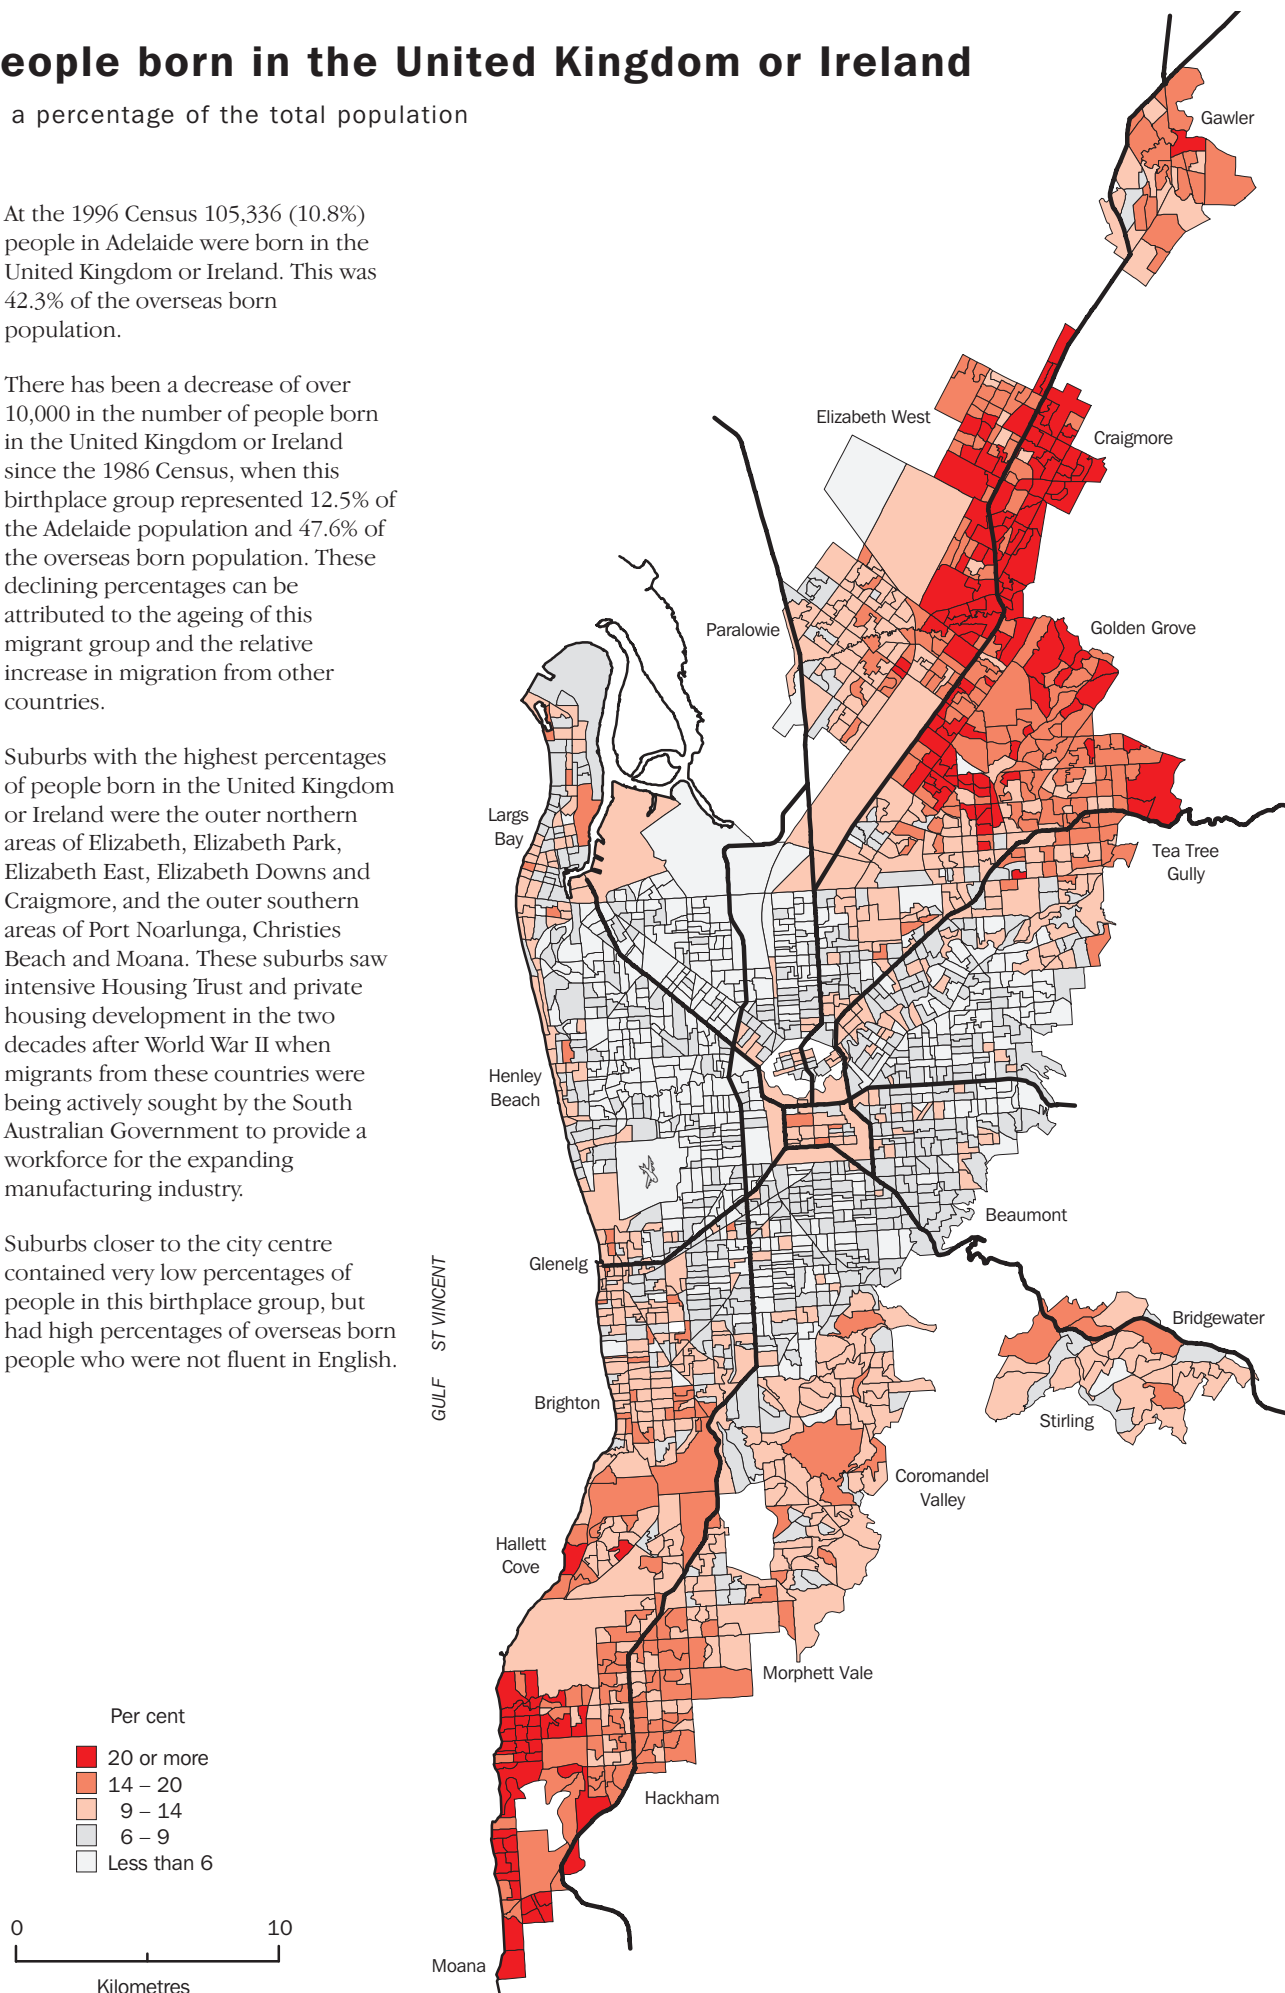 eople born in the United Kingdom or Ireland
a percentage of the total population
At the 1996 Census 105,336 (10.8%)
people in Adelaide were born in the
United Kingdom or Ireland. This was
42.3% of the overseas born
population.
There has been a decrease of over
10,000 in the number of people born
in the United Kingdom or Ireland
since the 1986 Census, when this
birthplace group represented 12.5% of
the Adelaide population and 47.6% of
the overseas born population. These
declining percentages can be
attributed to the ageing of this
migrant group and the relative
increase in migration from other
countries.
Suburbs with the highest percentages
of people born in the United Kingdom
or Ireland were the outer northern
areas of Elizabeth, Elizabeth Park,
Elizabeth East, Elizabeth Downs and
Craigmore, and the outer southern
areas of Port Noarlunga, Christies
Beach and Moana. These suburbs saw
intensive Housing Trust and private
housing development in the two
decades after World War II when
migrants from these countries were
being actively sought by the South
Australian Government to provide a
workforce for the expanding
manufacturing industry.
Suburbs closer to the city centre
contained very low percentages of
people in this birthplace group, but
had high percentages of overseas born
people who were not fluent in English.
Gawler
Elizabeth West
Craigmore
Paralowie
Golden Grove
Largs
Bay
Tea Tree
Gully
Henley
Beach
Beaumont
Glenelg
GULF ST VINCENT
Bridgewater
Brighton
Stirling
Coromandel
Valley
Hallett
Cove
Morphett Vale
Hackham
Moana
Per cent
20 or more
14 – 20
9 – 14
6 – 9
Less than 6
0 10
Kilometres